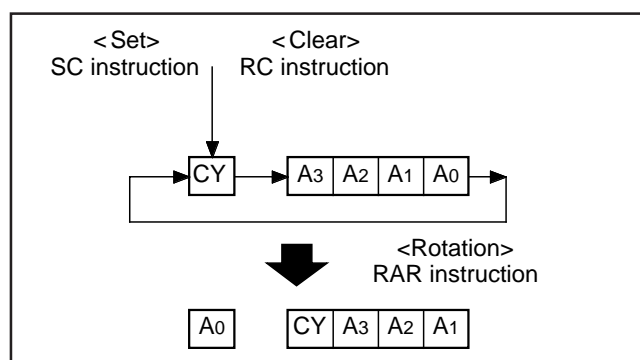 <Set> <Clear>
SC instruction RC instruction
CY A3 A2 A1 A0
<Rotation>
RAR instruction
A0 CY A3 A2 A1